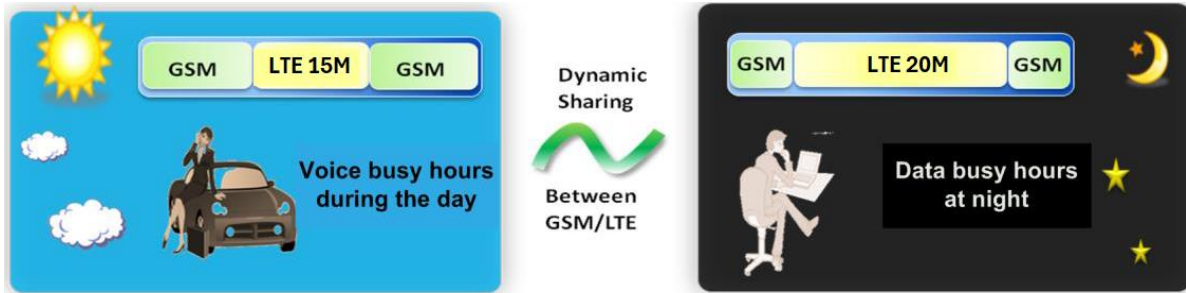 GSM
LTE 15M
GSM
Voice busy hours
during the day
Dynamic
Sharing
Between
GSM/LTE
GSM
LTE 20M
GSM
Data busy hours
at night